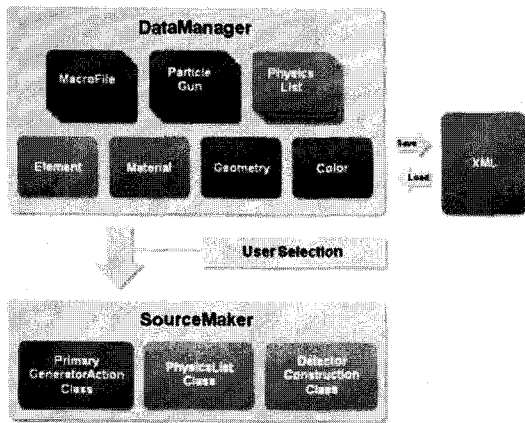 DataManager
MacroFile
Particle
Gun
Physics
List
Element
Material
Geometry
Color
Save
Load
XML
User Selection
SourceMaker
Primary
GeneratorAction
Class
PhysicsList
Class
Detector
Construction
Class